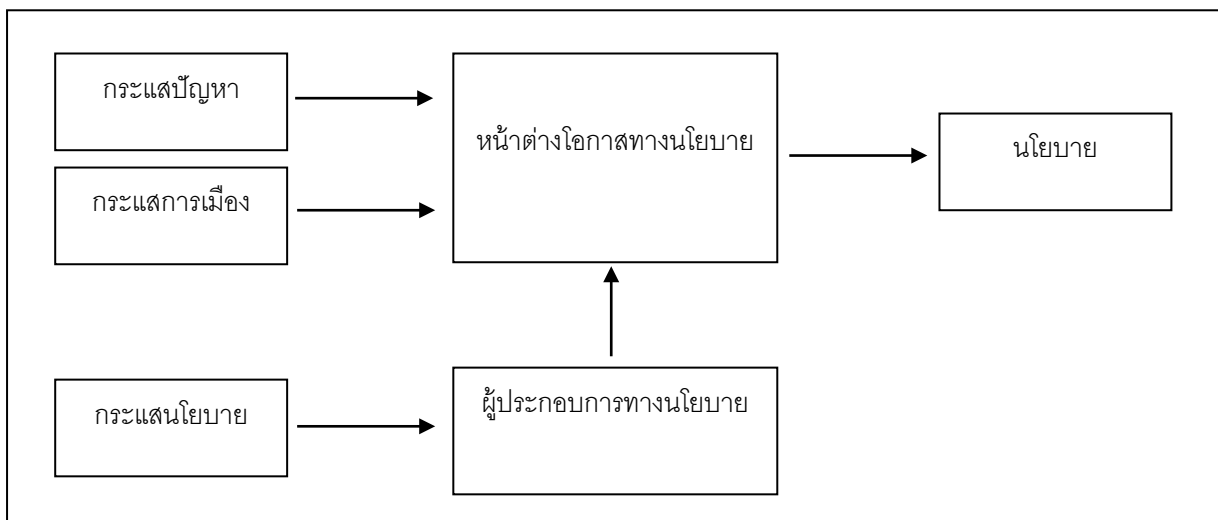 กระแสปัญหา
หน้าต่างโอกาสทางนโยบาย
นโยบาย
กระแสการเมือง
กระแสนโยบาย
ผู้ประกอบการทางนโยบาย